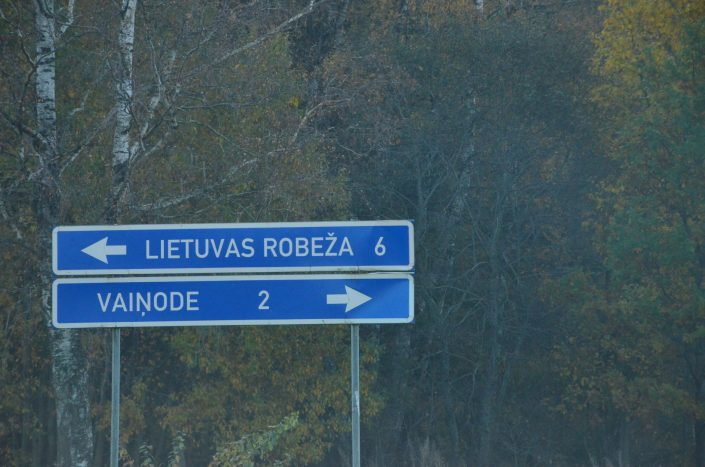 LIETUVAS ROBEŽA 6
VAIŅODE 2